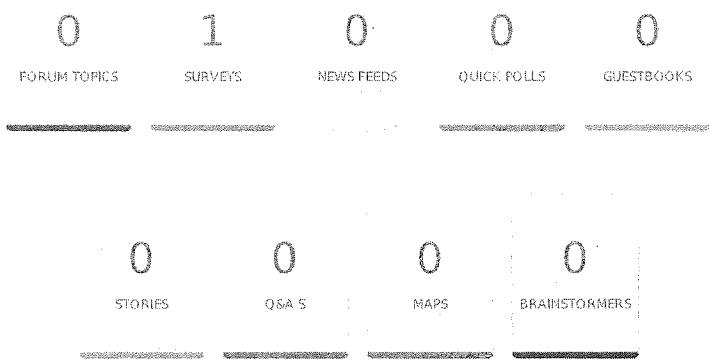 0 1 0 0 0
FORUM TOPICS SURVEYS NEWS FEEDS QUICK POLLS GUESTBOOKS
0 0 0 0
STORIES Q&A S MAPS BRAINSTORMERS